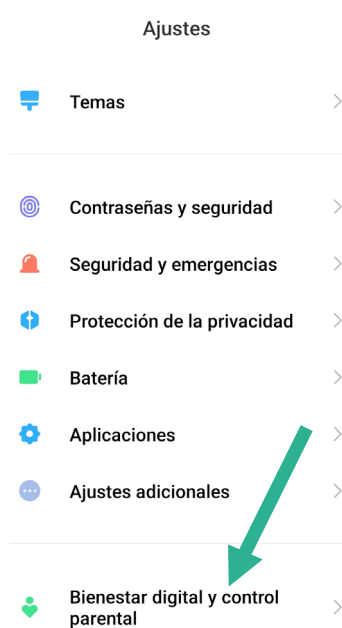 Ajustes
Temas
Contraseñas y seguridad
Seguridad y emergencias
Protección de la privacidad
Batería
Aplicaciones
Ajustes adicionales
Bienestar digital y control
parental